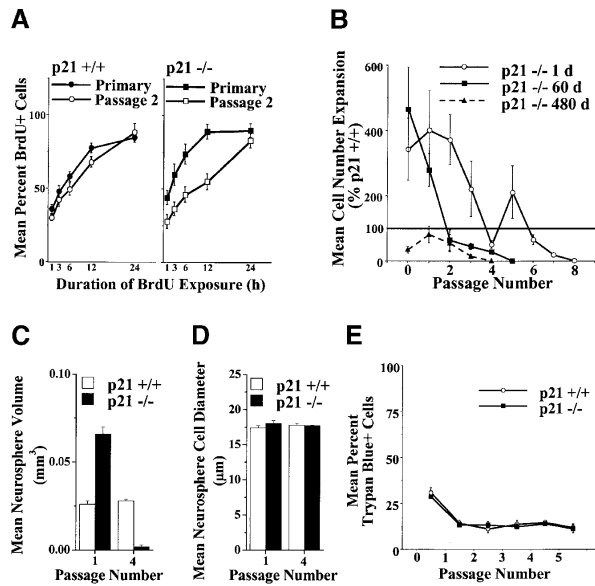 A
p21 +/+
Primary
Passage 2
p21 -/-
Primary
Passage 2
Mean Percent BrdU+ Cells
100
50
0
1 3 6 12 24
1 3 6 12 24
Duration of BrdU Exposure (h)
B
p21 -/- 1 d
p21 -/- 60 d
p21 -/- 480 d
Mean Cell Number Expansion
(% p21 +/+)
600
400
200
100
0
0 2 4 6 8
Passage Number
C
p21 +/+
p21 -/-
Mean Neurosphere Volume
(mm3)
0.10
0.05
0.00
1 4
Passage Number
D
p21 +/+
p21 -/-
Mean Neurosphere Cell Diameter
(μm)
25
20
15
10
5
0
1 4
Passage Number
E
p21 +/+
p21 -/-
Mean Percent
Trypan Blue+ Cells
100
75
50
25
0
0 1 2 3 4 5
Passage Number